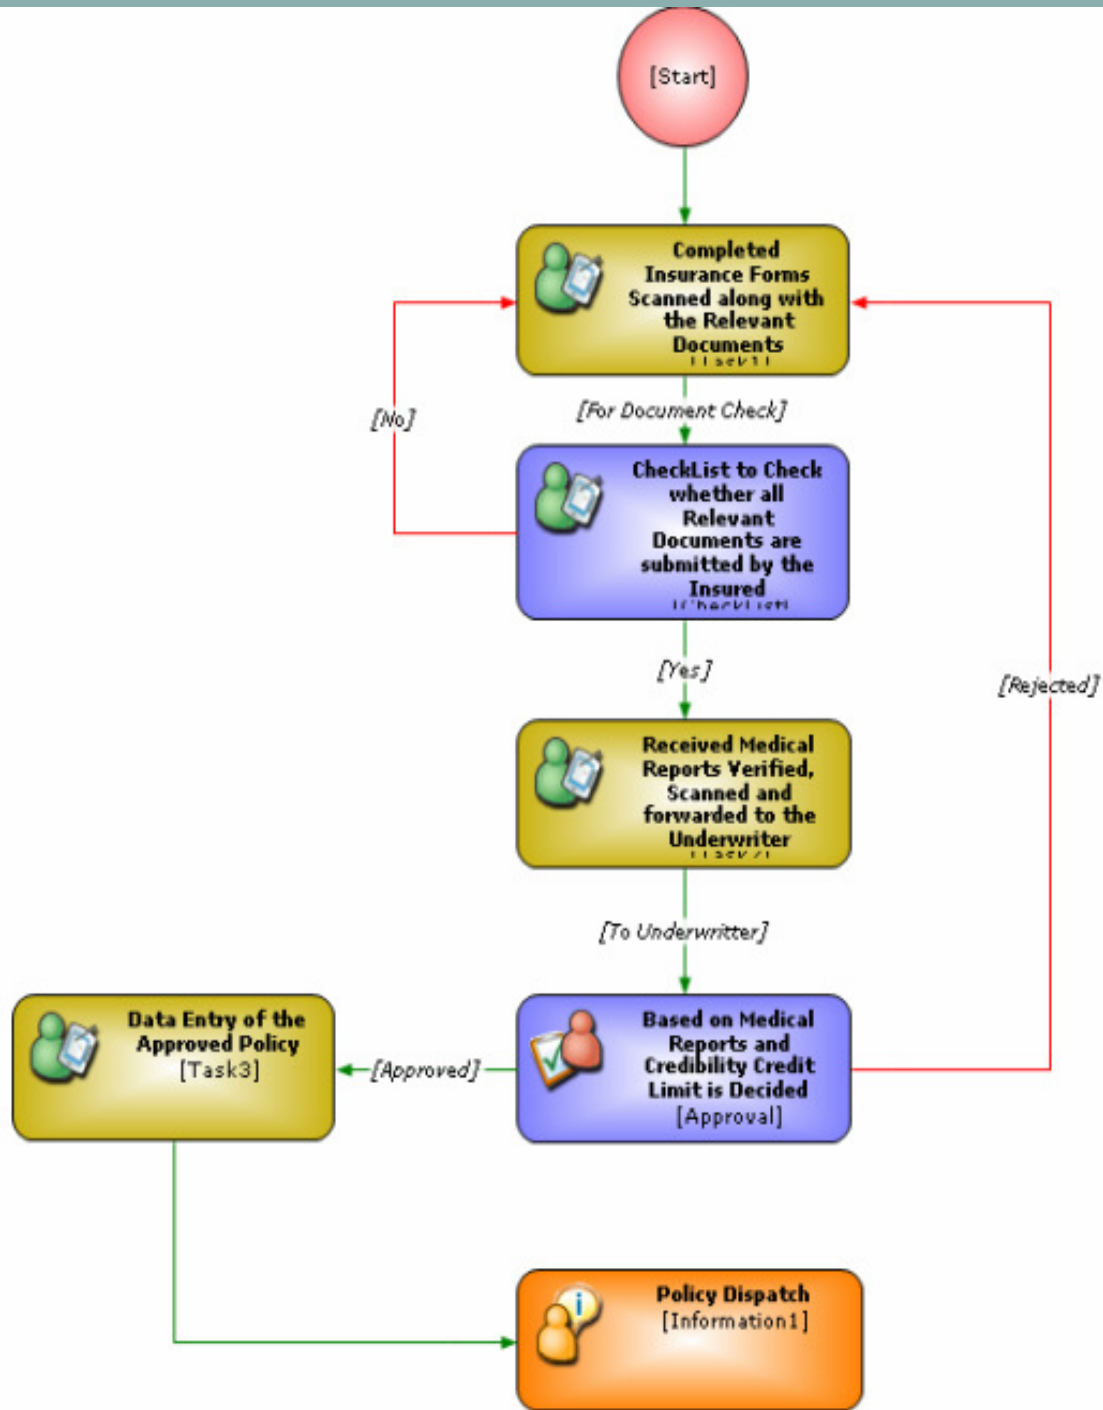 [Start]
Completed
Insurance Forms
Scanned along with
the Relevant
Documents
[No]
[For Document Check]
CheckList to Check
whether all
Relevant
Documents are
submitted by the
Insured
[Yes]
[Rejected]
Received Medical
Reports Verified,
Scanned and
forwarded to the
Underwriter
[To Underwritter]
Data Entry of the
Approved Policy
[Task3]
[Approved]
Based on Medical
Reports and
Credibility Credit
Limit is Decided
[Approval]
Policy Dispatch
[Information1]